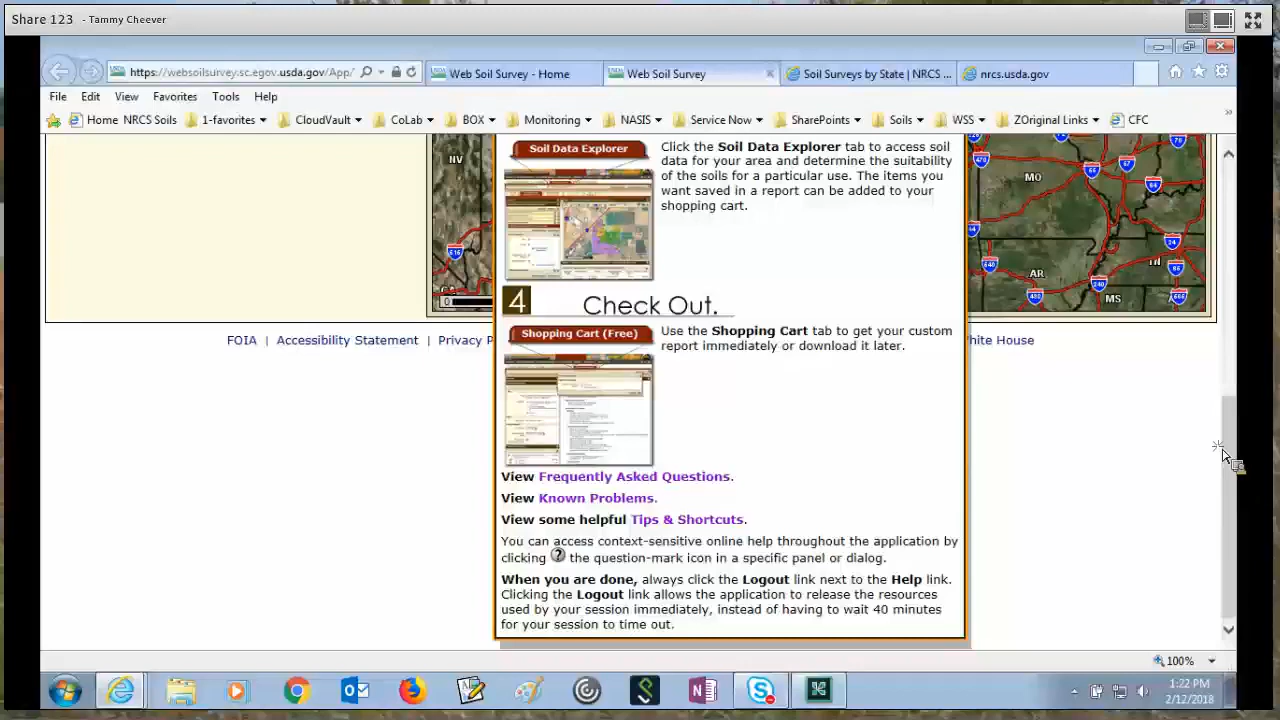 Share 123 - Tammy Cheever
https://websoilsurvey.sc.egov.usda.gov/App/
Web Soil Survey - Home
Web Soil Survey
Soil Surveys by State | NRCS ...
nrcs.usda.gov
File Edit View Favorites Tools Help
Home NRCS Soils 1-favorites CloudVault CoLab BOX Monitoring NASIS Service Now SharePoints Soils WSS ZOriginal Links CFC
NV
MO
AR
MS
Soil Data Explorer
Click the Soil Data Explorer tab to access soil
data for your area and determine the suitability
of the soils for a particular use. The items you
want saved in a report can be added to your
shopping cart.
4 Check Out.
Shopping Cart (Free)
Use the Shopping Cart tab to get your custom
report immediately or download it later.
FOIA | Accessibility Statement | Privacy P
hite House
View Frequently Asked Questions.
View Known Problems.
View some helpful Tips & Shortcuts.
You can access context-sensitive online help throughout the application by
clicking ? the question-mark icon in a specific panel or dialog.
When you are done, always click the Logout link next to the Help link.
Clicking the Logout link allows the application to release the resources
used by your session immediately, instead of having to wait 40 minutes
for your session to time out.
100%
1:22 PM
2/12/2018